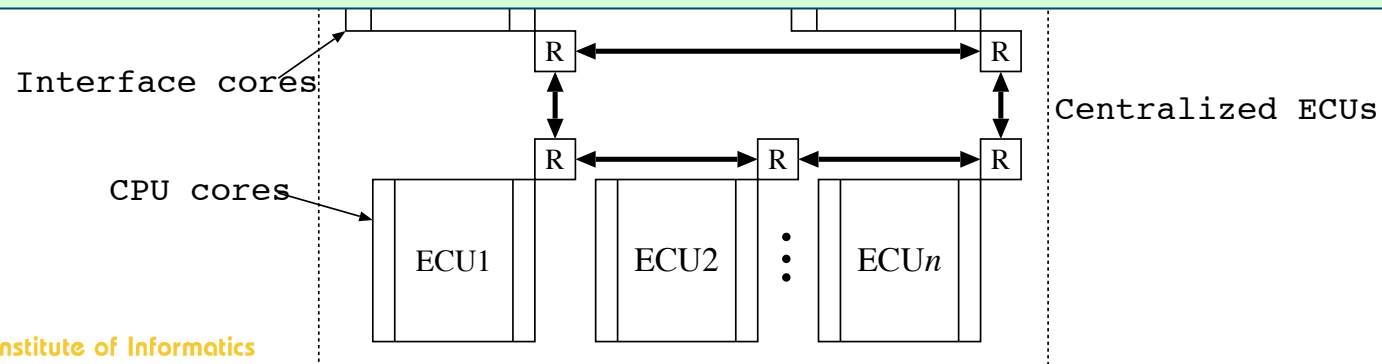 R R
Interface cores
Centralized ECUs
R R R
CPU cores
ECU1 ECU2 ECUn
nstitute of Informatics